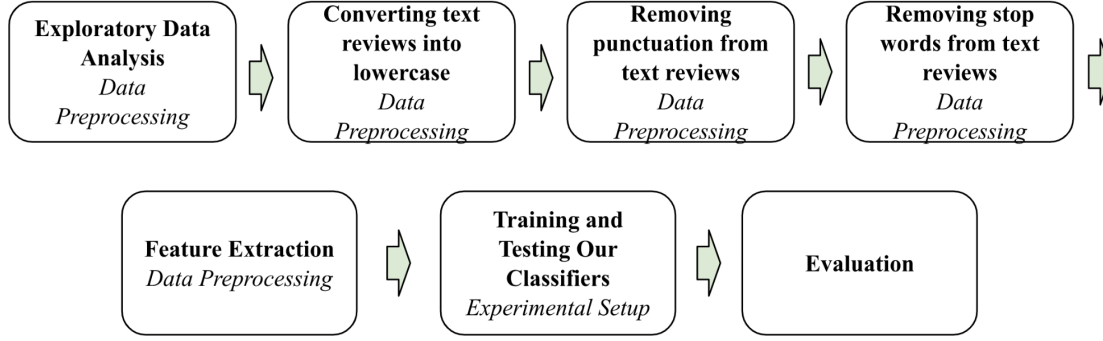 Exploratory Data
Analysis
Data
Preprocessing
Converting text
reviews into
lowercase
Data
Preprocessing
Removing
punctuation from
text reviews
Data
Preprocessing
Removing stop
words from text
reviews
Data
Preprocessing
Feature Extraction
Data Preprocessing
Training and
Testing Our
Classifiers
Experimental Setup
Evaluation